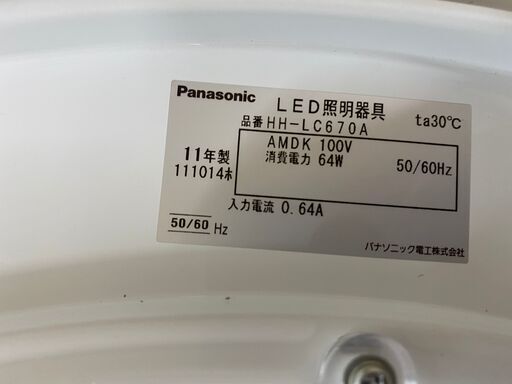 Panasonic LED照明器具 ta30℃
品番 HH-LC670A
11年製 AMDK 100V
111014ホ 消費電力 64W 50/60Hz
入力電流 0.64A
50/60 Hz
パナソニック電工株式会社